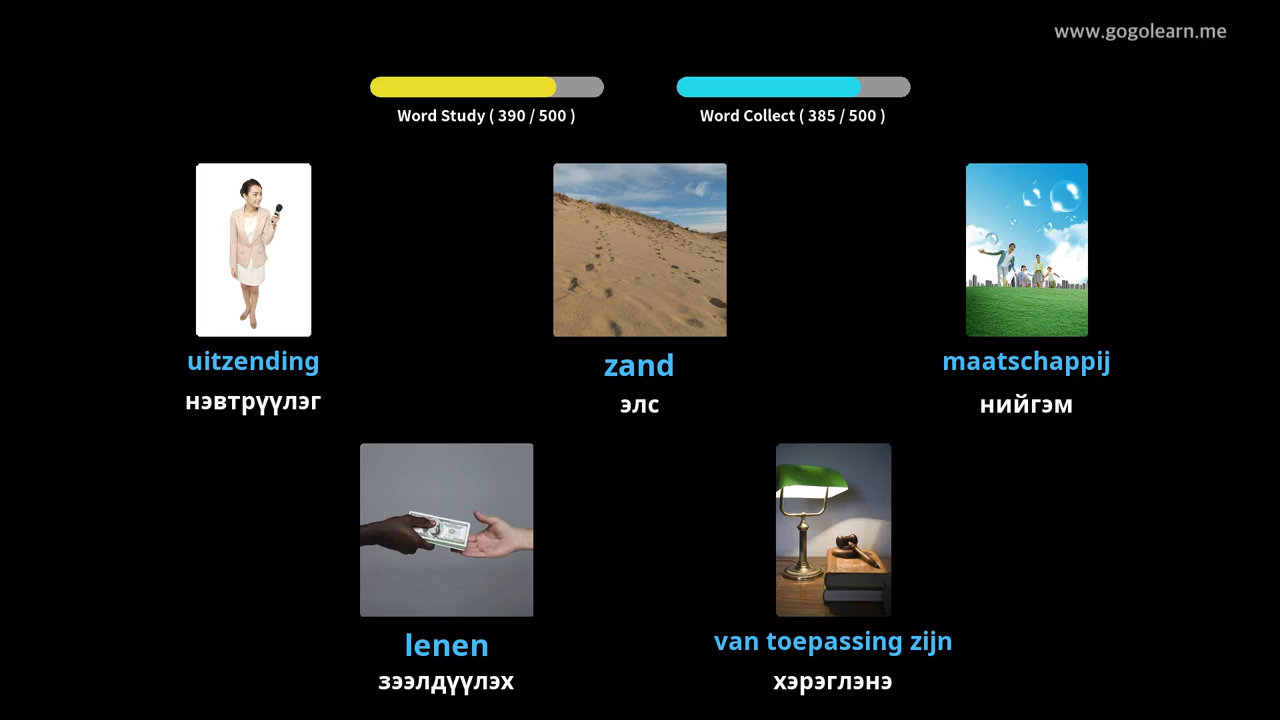 www.gogolearn.me
Word Study ( 390 / 500 )
Word Collect ( 385 / 500 )
uitzending
нэвтрүүлэг
zand
элс
maatschappij
нийгэм
lenen
зээлдүүлэх
van toepassing zijn
хэрэглэнэ